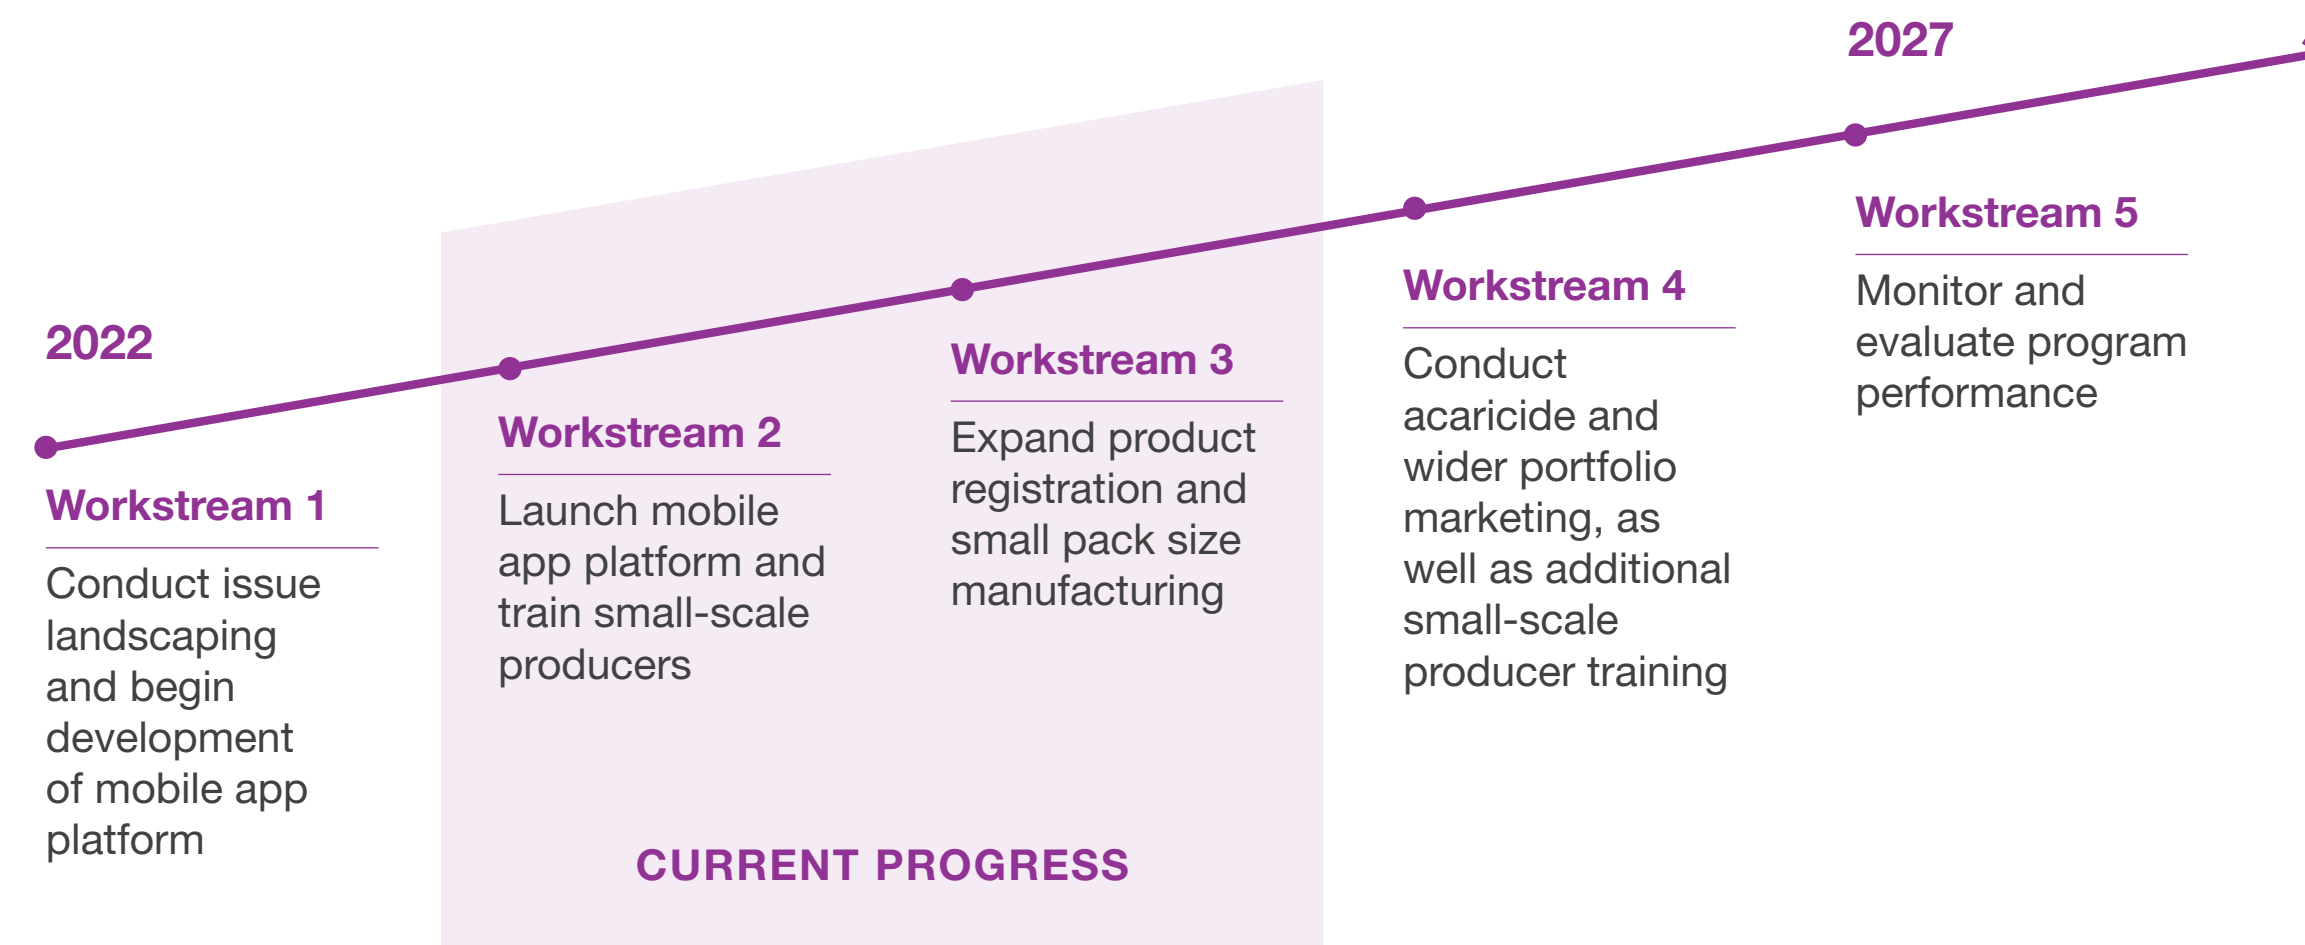 2022
Workstream 1
Conduct issue
landscaping
and begin
development
of mobile app
platform
Workstream 2
Launch mobile
app platform and
train small-scale
producers
Workstream 3
Expand product
registration and
small pack size
manufacturing
CURRENT PROGRESS
Workstream 4
Conduct
acaricide and
wider portfolio
marketing, as
well as additional
small-scale
producer training
2027
Workstream 5
Monitor and
evaluate program
performance